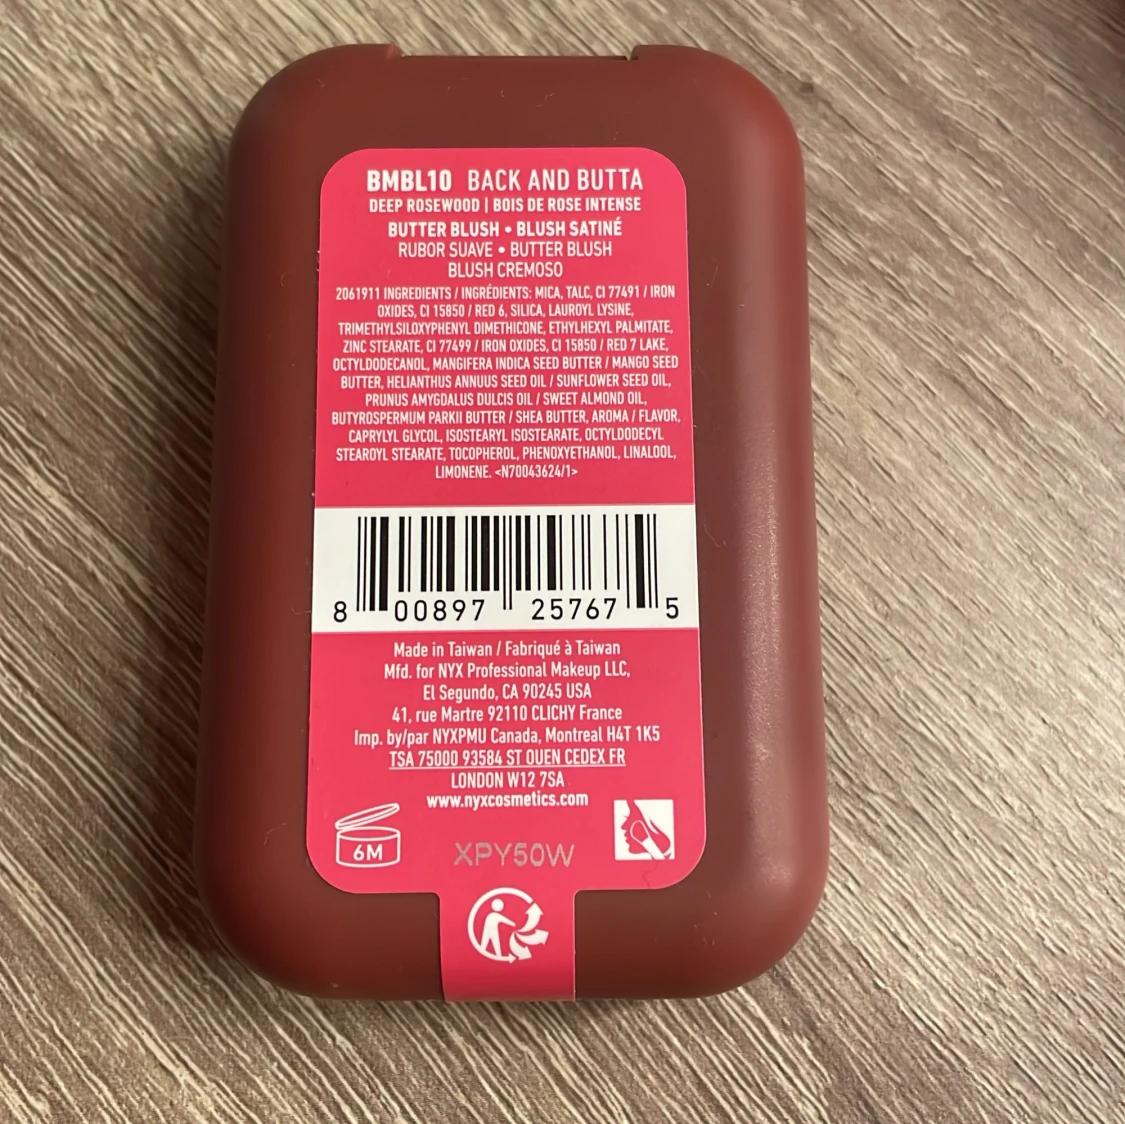 BMBL10 BACK AND BUTTA
DEEP ROSEWOOD | BOIS DE ROSE INTENSE
BUTTER BLUSH • BLUSH SATINÉ
RUBOR SUAVE • BUTTER BLUSH
BLUSH CREMOSO
2061911 INGREDIENTS / INGRÉDIENTS: MICA, TALC, CI 77491 / IRON
OXIDES, CI 15850 / RED 6, SILICA, LAUROYL LYSINE,
TRIMETHYLSILOXYPHENYL DIMETHICONE, ETHYLHEXYL PALMITATE,
ZINC STEARATE, CI 77499 / IRON OXIDES, CI 15850 / RED 7 LAKE,
OCTYLDODECANOL, MANGIFERA INDICA SEED BUTTER / MANGO SEED
BUTTER, HELIANTHUS ANNUUS SEED OIL / SUNFLOWER SEED OIL,
PRUNUS AMYGDALUS DULCIS OIL / SWEET ALMOND OIL,
BUTYROSPERMUM PARKII BUTTER / SHEA BUTTER, AROMA / FLAVOR,
CAPRYLYL GLYCOL, ISOSTEARYL ISOSTEARATE, OCTYLDODECYL
STEAROYL STEARATE, TOCOPHEROL, PHENOXYETHANOL, LINALOOL,
LIMONENE. <N70043624/1>
8 00897 25767 5
Made in Taiwan / Fabriqué à Taiwan
Mfd. for NYX Professional Makeup LLC,
El Segundo, CA 90245 USA
41, rue Martre 92110 CLICHY France
Imp. by/par NYXPMU Canada, Montreal H4T 1K5
TSA 75000 93584 ST OUEN CEDEX FR
LONDON W12 7SA
www.nyxcosmetics.com
6M
XPY50W